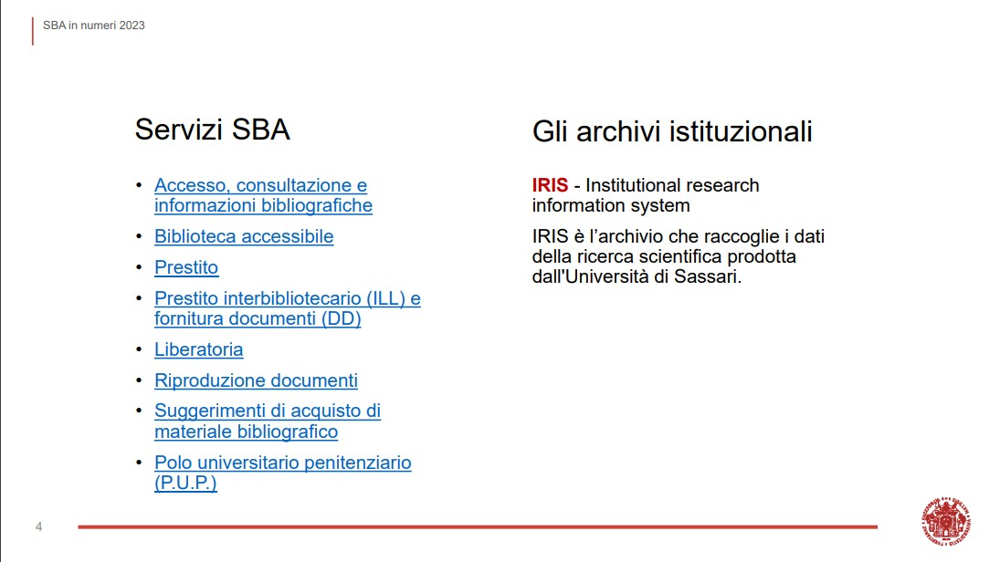 SBA in numeri 2023
Servizi SBA
• Accesso, consultazione e
informazioni bibliografiche
• Biblioteca accessibile
• Prestito
• Prestito interbibliotecario (ILL) e
fornitura documenti (DD)
• Liberatoria
• Riproduzione documenti
• Suggerimenti di acquisto di
materiale bibliografico
• Polo universitario penitenziario
(P.U.P.)
Gli archivi istituzionali
IRIS - Institutional research
information system
IRIS è l’archivio che raccoglie i dati
della ricerca scientifica prodotta
dall'Università di Sassari.
4